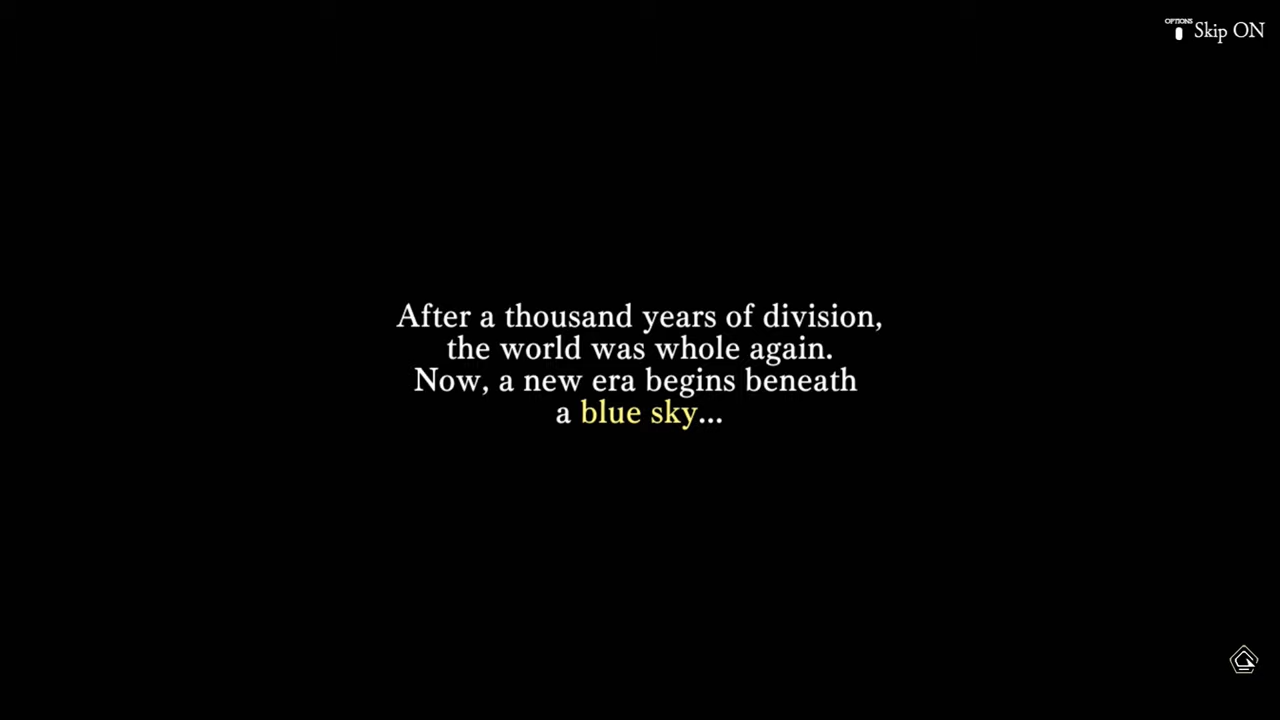 OPTIONS
Skip ON
After a thousand years of division,
the world was whole again.
Now, a new era begins beneath
a blue sky...